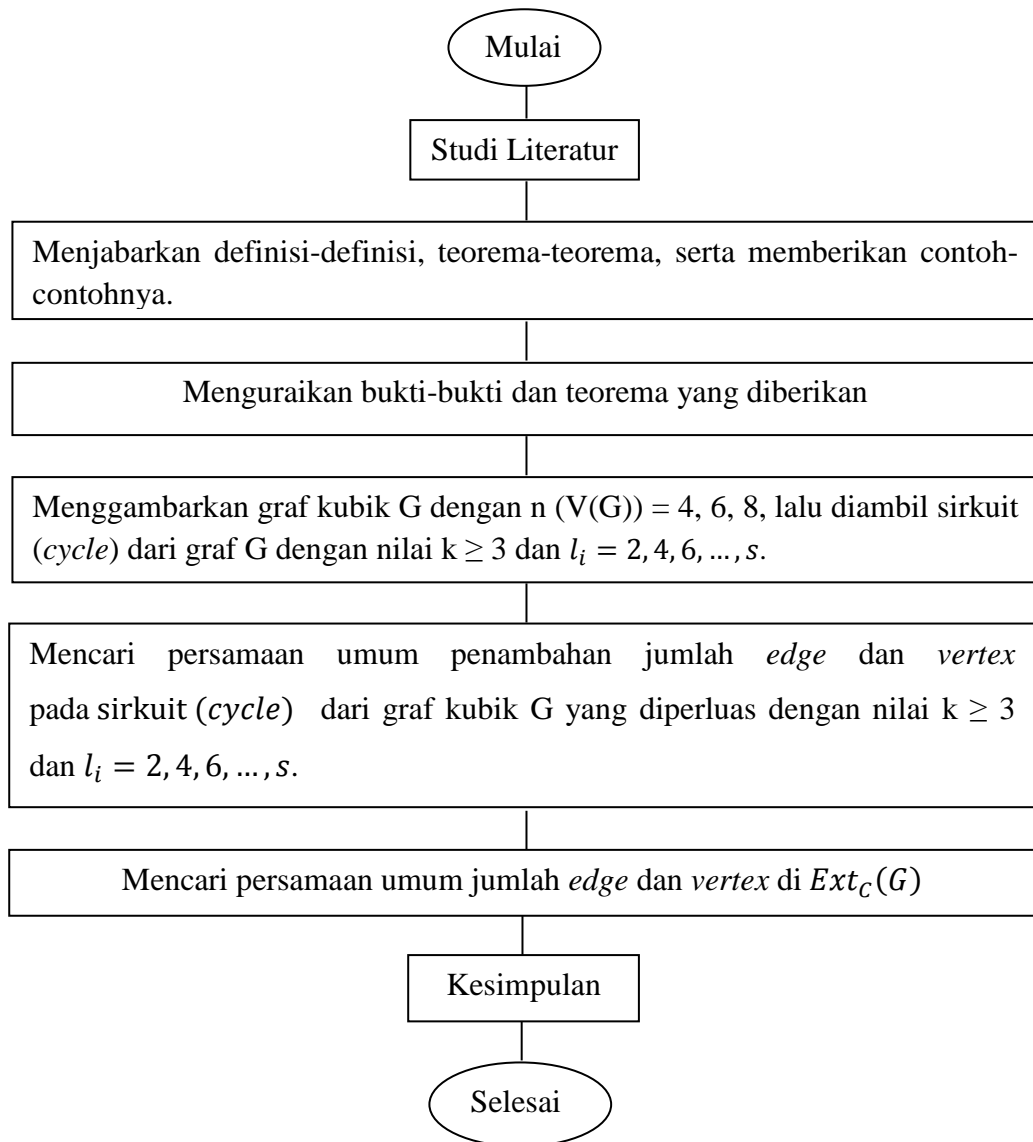 Mulai
Studi Literatur
Menjabarkan definisi-definisi, teorema-teorema, serta memberikan contoh-
contohnya.
Menguraikan bukti-bukti dan teorema yang diberikan
Menggambarkan graf kubik G dengan n (V(G)) = 4, 6, 8, lalu diambil sirkuit
(cycle) dari graf G dengan nilai k ≥ 3 dan lᵢ = 2, 4, 6, … , s.
Mencari persamaan umum penambahan jumlah edge dan vertex
pada sirkuit (cycle) dari graf kubik G yang diperluas dengan nilai k ≥ 3
dan lᵢ = 2, 4, 6, … , s.
Mencari persamaan umum jumlah edge dan vertex di Ext_C(G)
Kesimpulan
Selesai